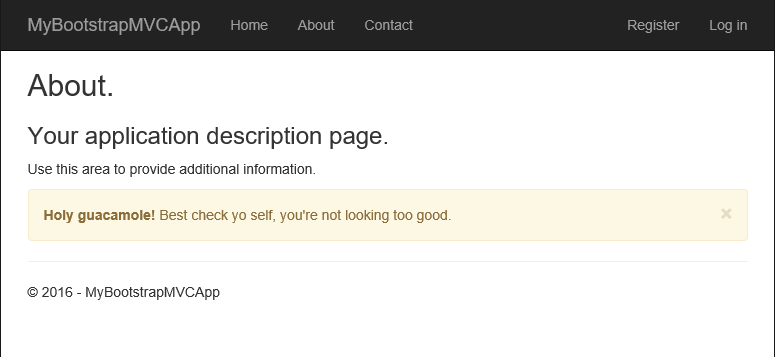 MyBootstrapMVCApp Home About Contact Register Log in
About.
Your application description page.
Use this area to provide additional information.
Holy guacamole! Best check yo self, you're not looking too good. ×
© 2016 - MyBootstrapMVCApp